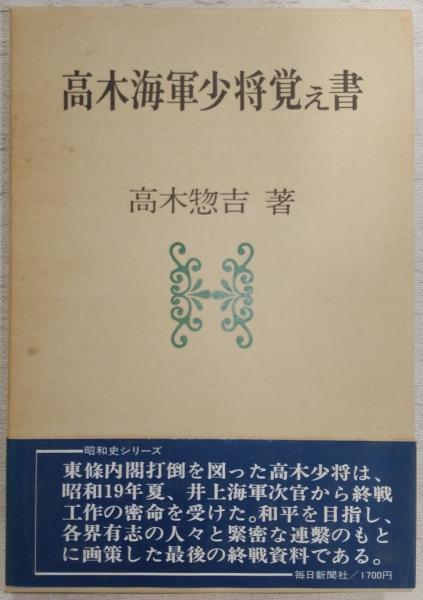 高木海軍少将覚え書
高木惣吉 著
昭和史シリーズ
東條内閣打倒を図った高木少将は、
昭和19年夏、井上海軍次官から終戦
工作の密命を受けた。和平を目指し、
各界有志の人々と緊密な連繫のもと
に画策した最後の終戦資料である。
毎日新聞社/1700円